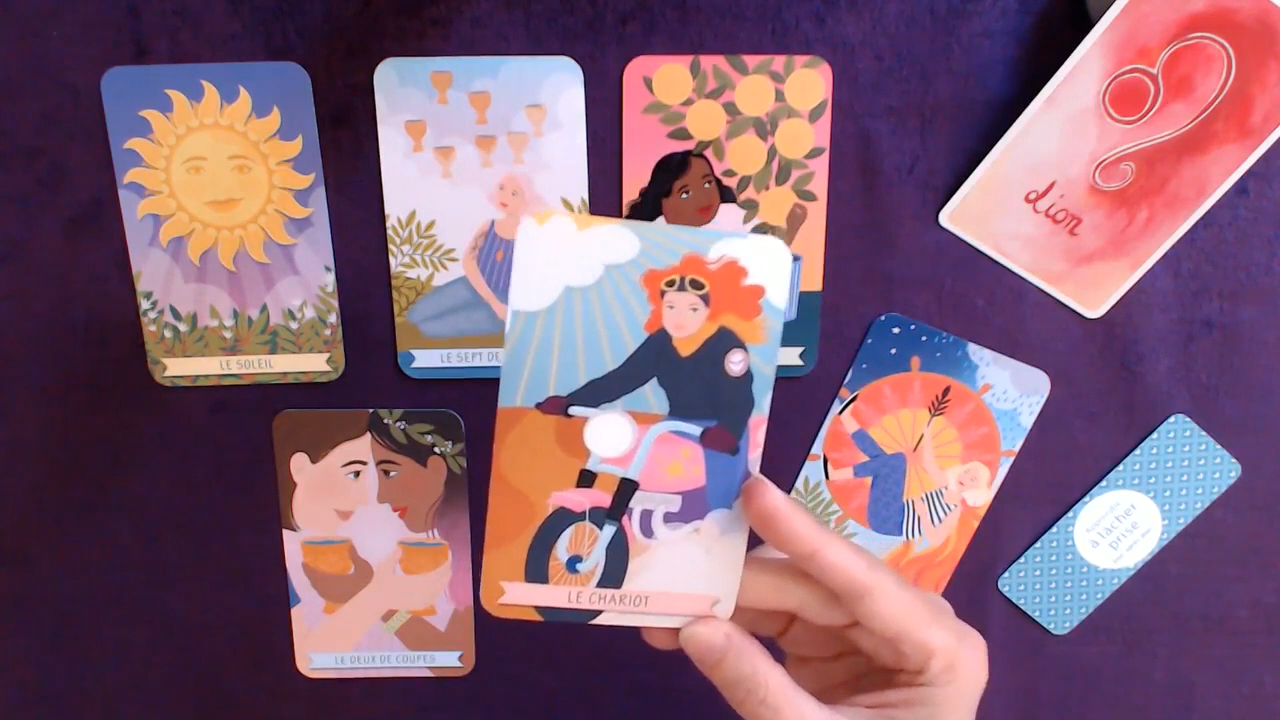 LE SOLEIL
LE SEPT DE
Lion
LE CHARIOT
LE DEUX DE COUPES
Apprendre
à lâcher
prise